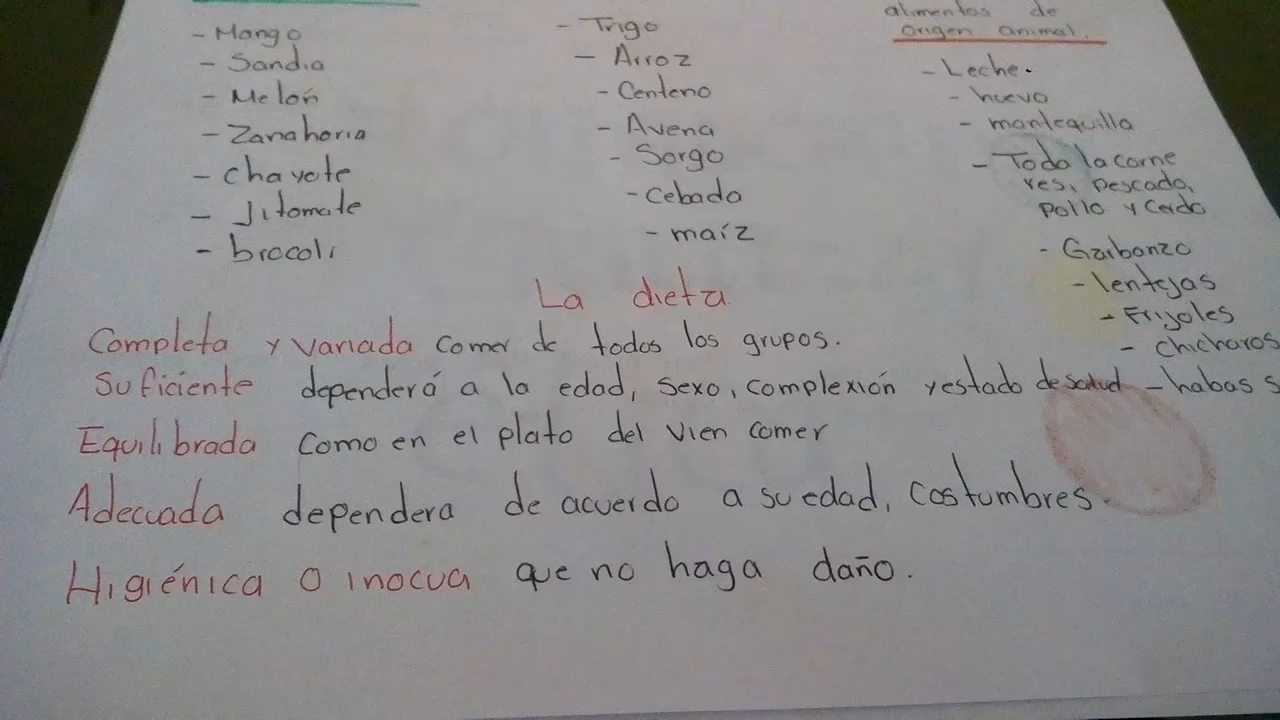 - Mango
- Sandia
- Melón
- Zanahoria
- chayote
- Jitomate
- brocoli
- Trigo
- Arroz
- Centeno
- Avena
- Sorgo
- Cebada
- maíz
alimentos de
origen animal.
- Leche.
- huevo
- mantequilla
- Toda la carne
res, pescado,
pollo y Cerdo
- Garbanzo
- lentejas
- Frijoles
- chicharos
- habas s
La dieta
Completa y variada comer de todos los grupos.
Suficiente dependerá a la edad, sexo, complexión y estado de salud
Equilibrada como en el plato del vien comer
Adecuada dependera de acuerdo a su edad, costumbres.
Higiénica o inocua que no haga daño.